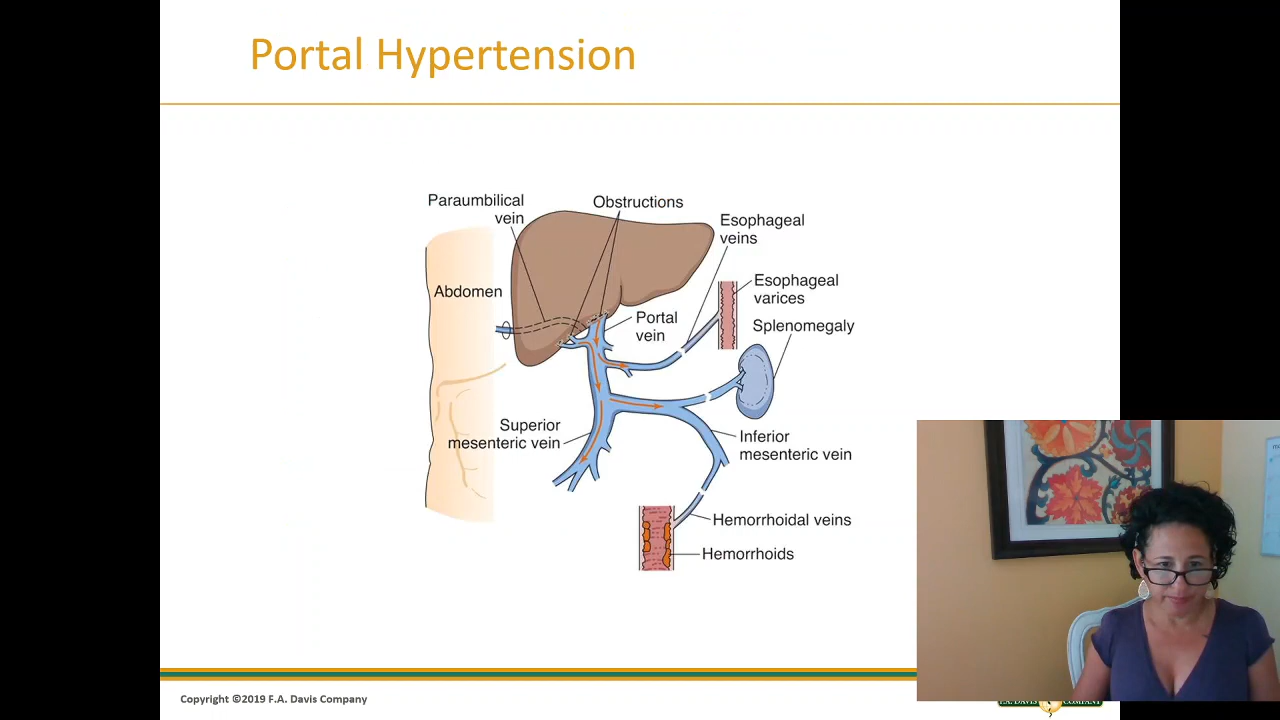 Portal Hypertension
Paraumbilical
vein
Obstructions
Esophageal
veins
Esophageal
varices
Abdomen
Portal
vein
Splenomegaly
Superior
mesenteric vein
Inferior
mesenteric vein
Hemorrhoidal veins
Hemorrhoids
Copyright ©2019 F.A. Davis Company